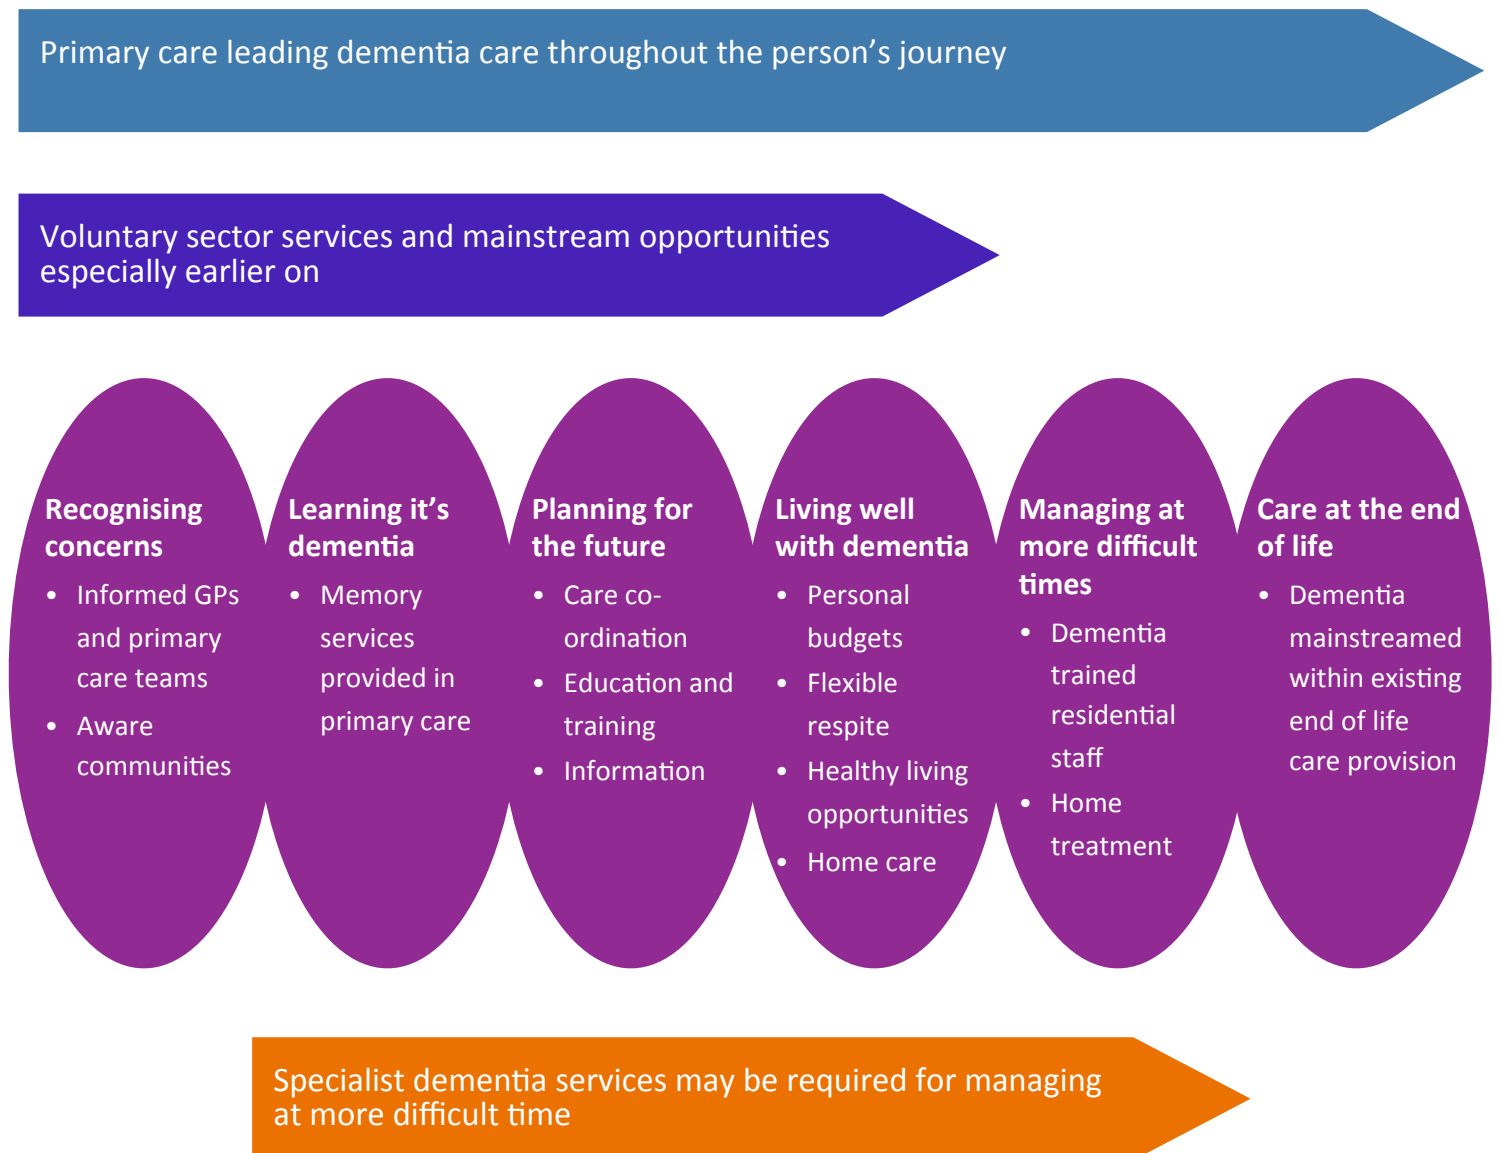 Primary care leading dementia care throughout the person's journey
Voluntary sector services and mainstream opportunities
especially earlier on
Recognising
concerns
• Informed GPs
and primary
care teams
• Aware
communities
Learning it's
dementia
• Memory
services
provided in
primary care
Planning for
the future
• Care co-
ordination
• Education and
training
• Information
Living well
with dementia
• Personal
budgets
• Flexible
respite
• Healthy living
opportunities
• Home care
Managing at
more difficult
times
• Dementia
trained
residential
staff
• Home
treatment
Care at the end
of life
• Dementia
mainstreamed
within existing
end of life
care provision
Specialist dementia services may be required for managing
at more difficult time